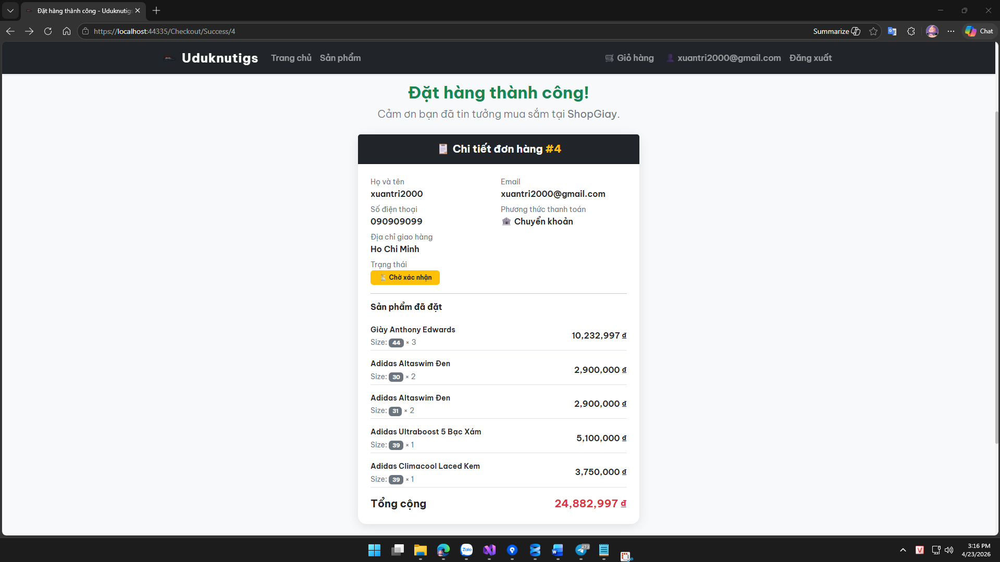 Đặt hàng thành công - Uduknutigs
https://localhost:44335/Checkout/Success/4
Summarize
Chat
Uduknutigs
Trang chủ
Sản phẩm
Giỏ hàng
xuantri2000@gmail.com
Đăng xuất
Đặt hàng thành công!
Cảm ơn bạn đã tin tưởng mua sắm tại ShopGiay.
Chi tiết đơn hàng #4
Họ và tên
xuantri2000
Email
xuantri2000@gmail.com
Số điện thoại
090909099
Phương thức thanh toán
Chuyển khoản
Địa chỉ giao hàng
Ho Chi Minh
Trạng thái
Chờ xác nhận
Sản phẩm đã đặt
Giày Anthony Edwards
Size: 44 × 3
10,232,997 ₫
Adidas Altaswim Đen
Size: 30 × 2
2,900,000 ₫
Adidas Altaswim Đen
Size: 31 × 2
2,900,000 ₫
Adidas Ultraboost 5 Bạc Xám
Size: 39 × 1
5,100,000 ₫
Adidas Climacool Laced Kem
Size: 39 × 1
3,750,000 ₫
Tổng cộng
24,882,997 ₫
Zalo
W
473
V
3:16 PM
4/23/2026